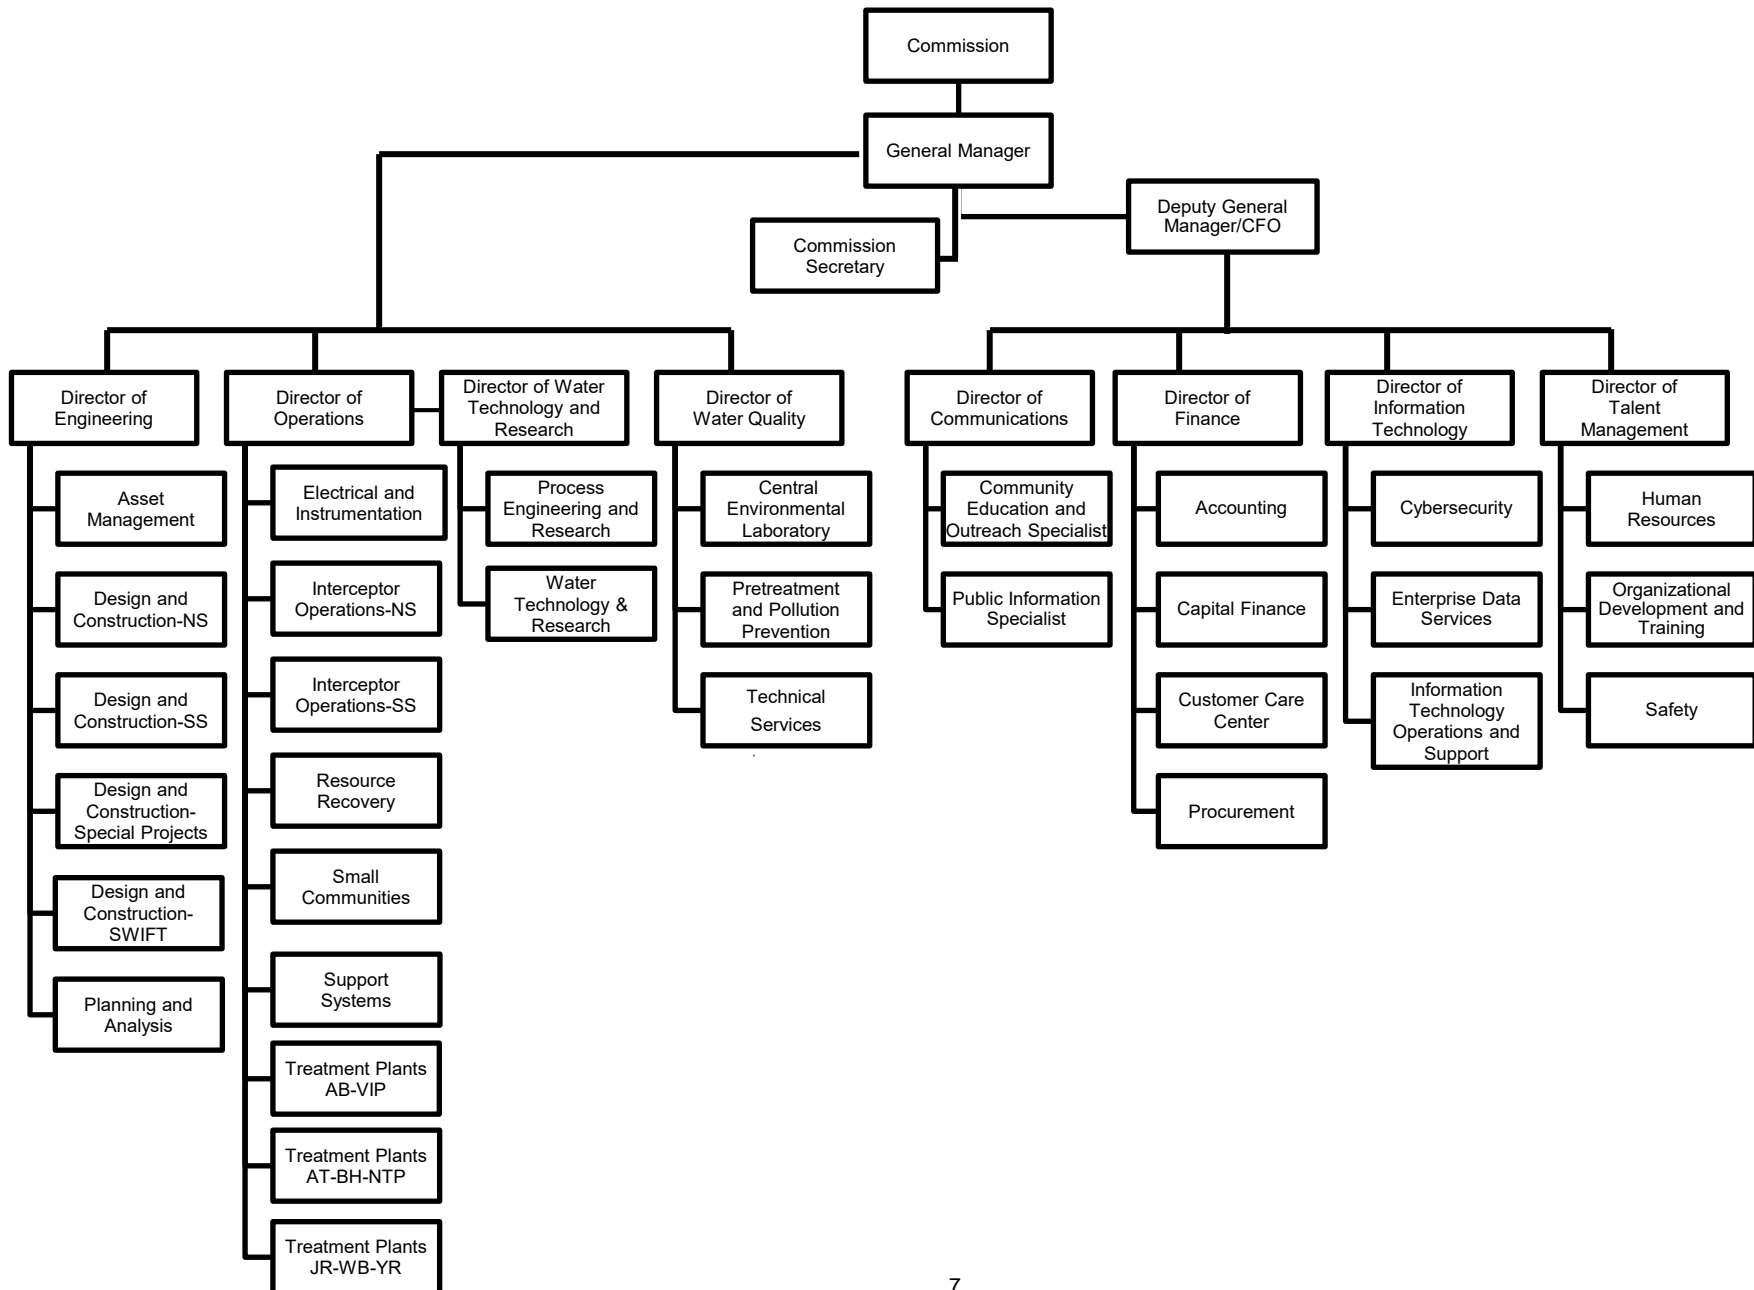 Commission
General Manager
Deputy General
Manager/CFO
Commission
Secretary
Director of
Engineering
Director of
Operations
Director of Water
Technology and
Research
Director of
Water Quality
Director of
Communications
Director of
Finance
Director of
Information
Technology
Director of
Talent
Management
Asset
Management
Design and
Construction-NS
Design and
Construction-SS
Design and
Construction-
Special Projects
Design and
Construction-
SWIFT
Planning and
Analysis
Electrical and
Instrumentation
Interceptor
Operations-NS
Interceptor
Operations-SS
Resource
Recovery
Small
Communities
Support
Systems
Treatment Plants
AB-VIP
Treatment Plants
AT-BH-NTP
Treatment Plants
JR-WB-YR
Process
Engineering and
Research
Water
Technology &
Research
Central
Environmental
Laboratory
Pretreatment
and Pollution
Prevention
Technical
Services
Community
Education and
Outreach Specialist
Public Information
Specialist
Accounting
Capital Finance
Customer Care
Center
Procurement
Cybersecurity
Enterprise Data
Services
Information
Technology
Operations and
Support
Human
Resources
Organizational
Development and
Training
Safety
7